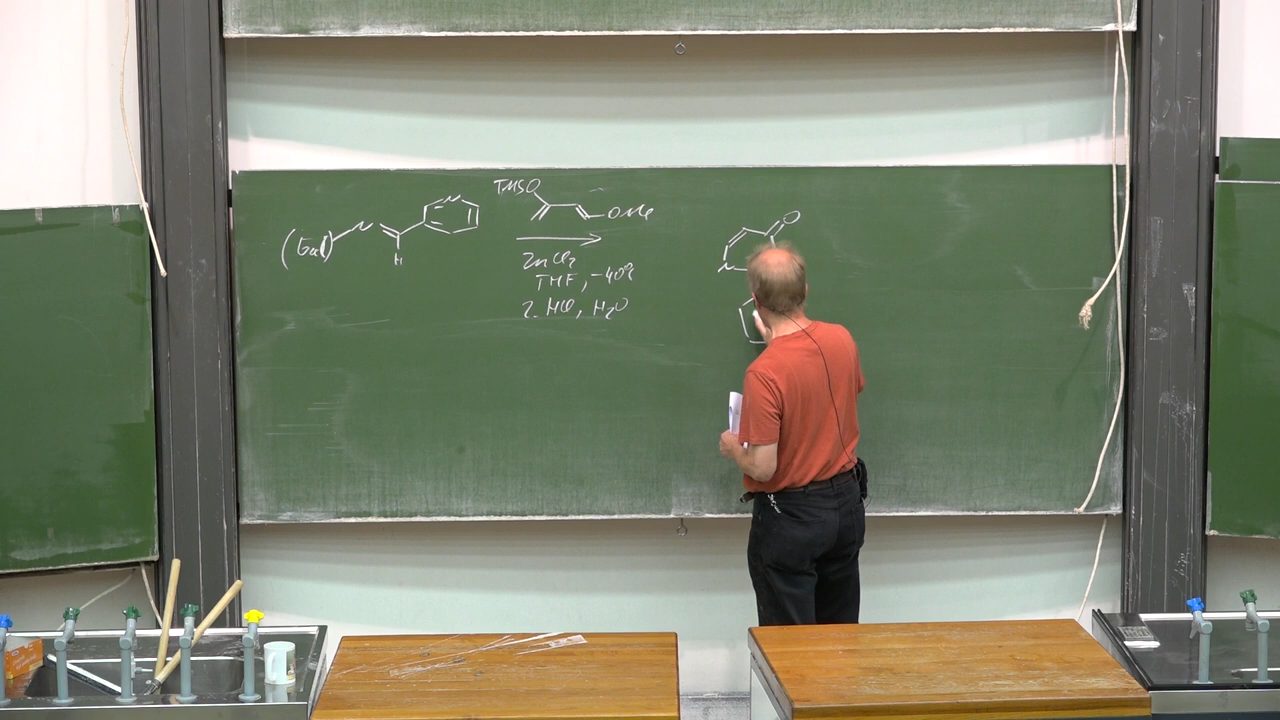 TMSO
OMe
(Gal)
N
N
H
ZnCl2
THF, -40°
2. HCl, H2O
O
N